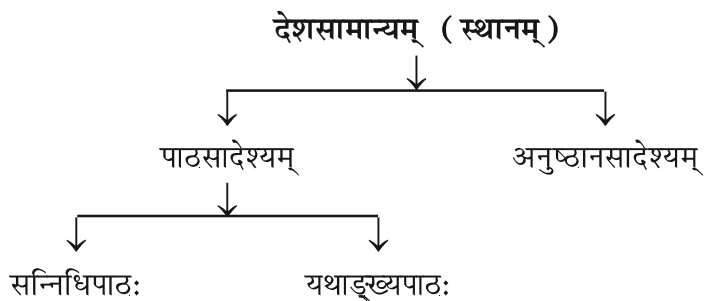 देशसामान्यम् ( स्थानम् )
पाठसादेश्यम् अनुष्ठानसादेश्यम्
सन्निधिपाठः यथाङ्ख्यपाठः